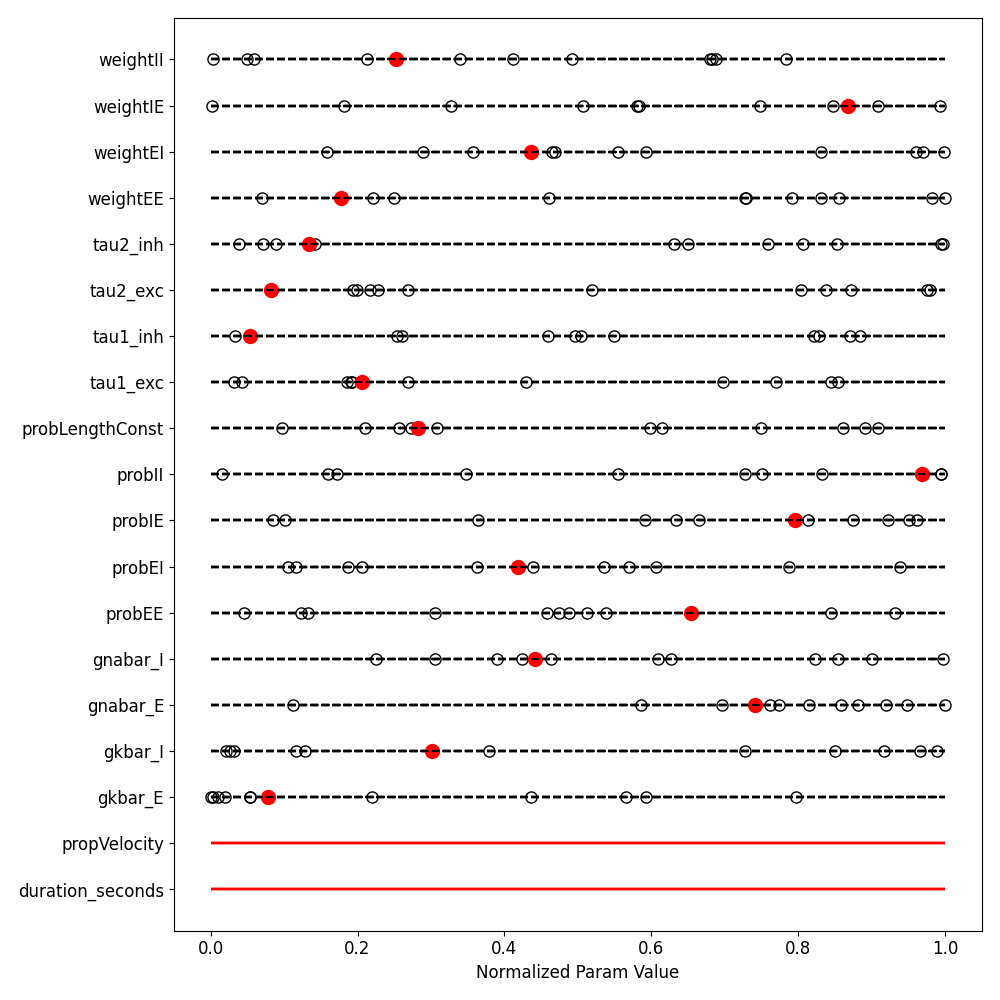 weightII
weightIE
weightEI
weightEE
tau2_inh
tau2_exc
tau1_inh
tau1_exc
probLengthConst
probII
probIE
probEI
probEE
gnabar_I
gnabar_E
gkbar_I
gkbar_E
propVelocity
duration_seconds
0.0 0.2 0.4 0.6 0.8 1.0
Normalized Param Value